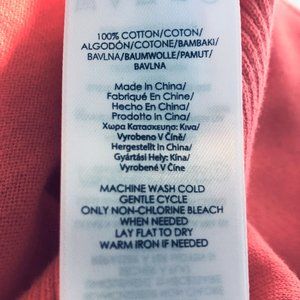 100% COTTON/COTON/
ALGODÓN/COTONE/BAMBAKI/
BAVLNA/BAUMWOLLE/PAMUT/
BAVLNA
Made In China/
Fabriqué En Chine/
Hecho En China/
Prodotto in Cina/
Χωρα Κατασκευης: Κινα/
Vyrobeno V Číně/
Hergestellt In China/
Gyártási Hely: Kína/
Vyrobené V Číne
MACHINE WASH COLD
GENTLE CYCLE
ONLY NON-CHLORINE BLEACH
WHEN NEEDED
LAY FLAT TO DRY
WARM IRON IF NEEDED